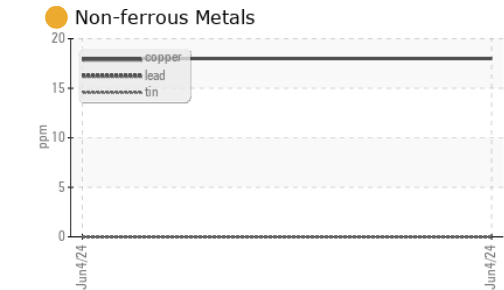 Non-ferrous Metals
20
copper
lead
15
tin
ppm
10
5
0
Jun4/24
Jun4/24